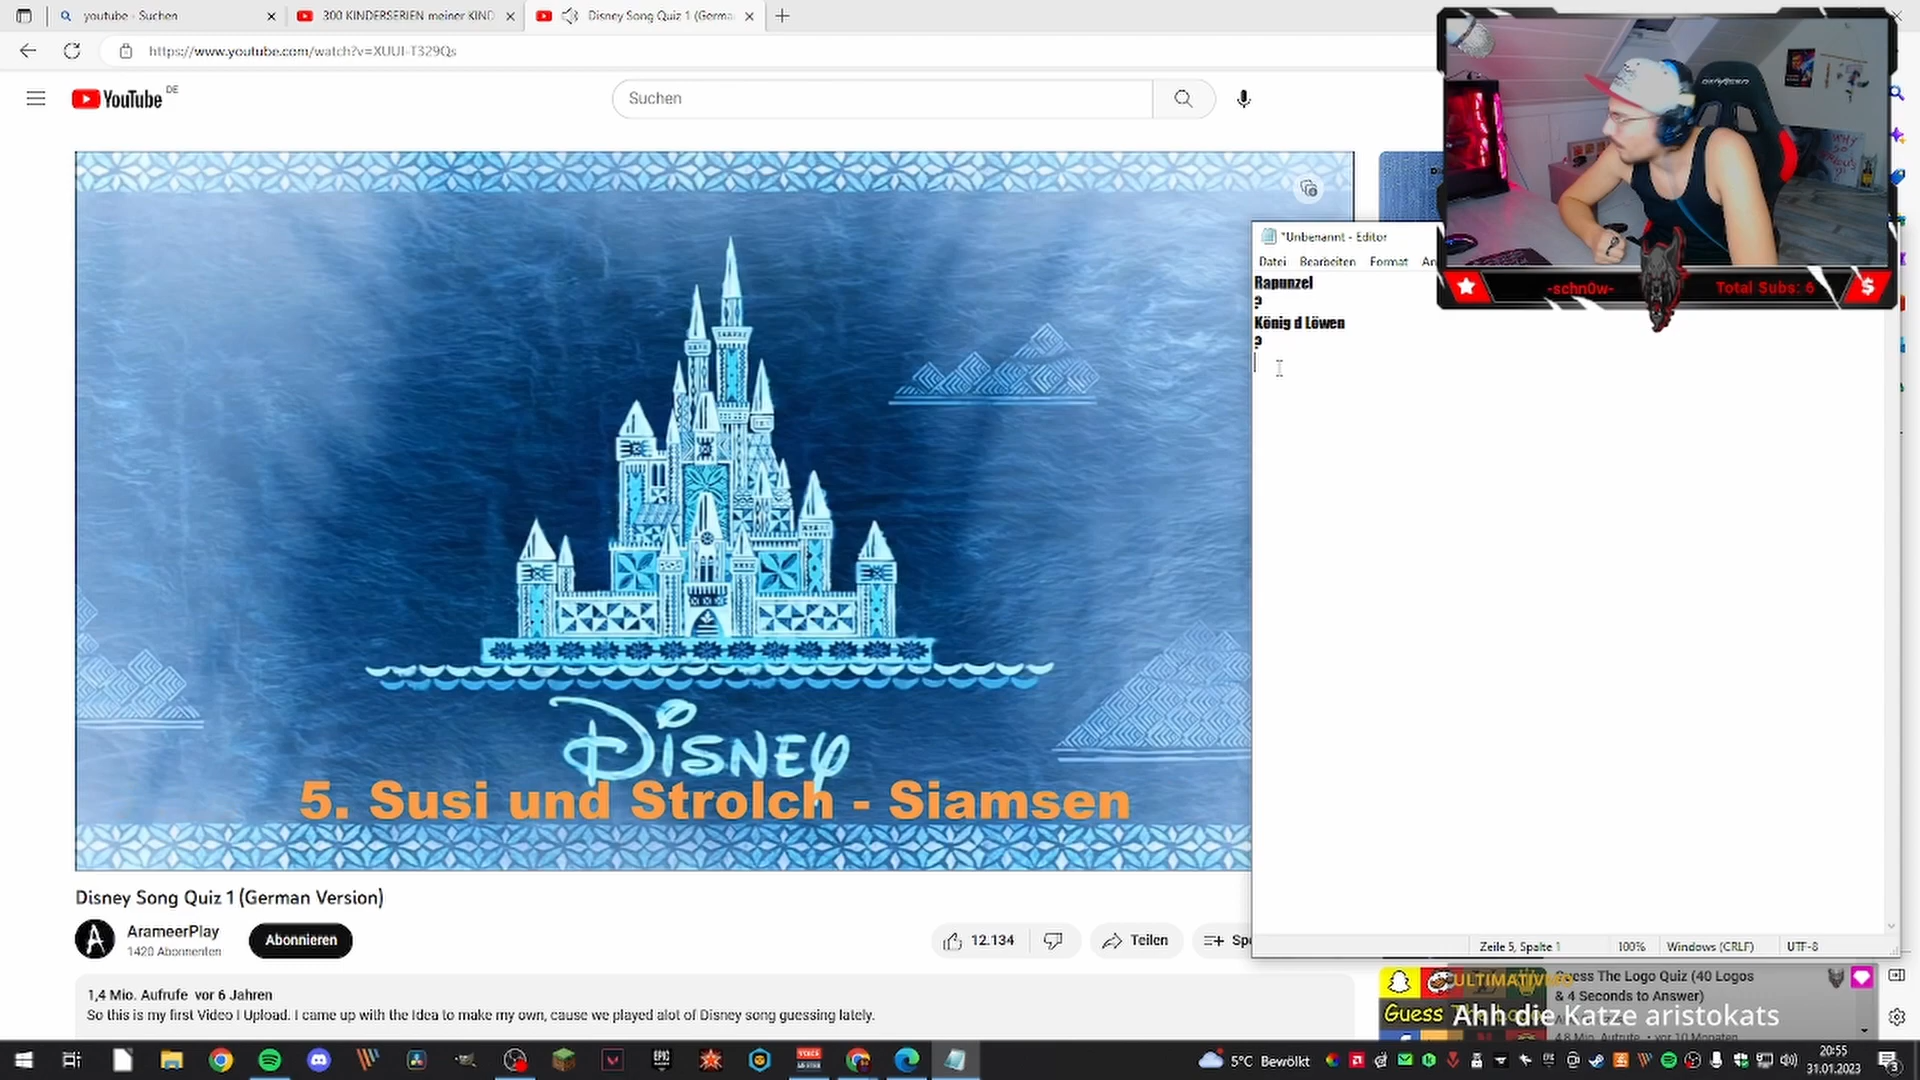 youtube - Suchen
300 KINDERSERIEN meiner KIND
Disney Song Quiz 1 (Germa
https://www.youtube.com/watch?v=XUUI-T329Qs
YouTube DE
Suchen
*Unbenannt - Editor
Datei Bearbeiten Format An
Rapunzel
?
König d Löwen
?
-schn0w- Total Subs: 6
DISNEY
5. Susi und Strolch - Siamsen
Disney Song Quiz 1 (German Version)
ArameerPlay
1420 Abonnenten
Abonnieren
12.134
Teilen
Spe
Zeile 5, Spalte 1 100% Windows (CRLF) UTF-8
1,4 Mio. Aufrufe vor 6 Jahren
So this is my first Video I Upload. I came up with the Idea to make my own, cause we played alot of Disney song guessing lately.
Guess The Logo Quiz (40 Logos
& 4 Seconds to Answer)
Guess
Ahh die Katze aristokats
5°C Bewölkt
20:55
31.01.2023